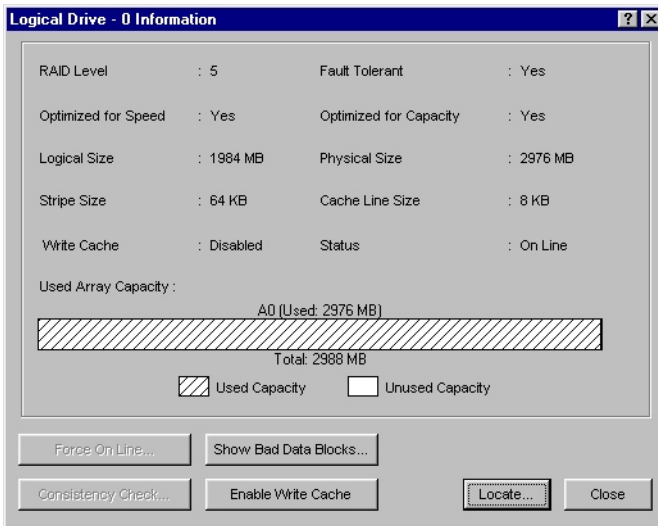 Logical Drive - 0 Information
RAID Level : 5 Fault Tolerant : Yes
Optimized for Speed : Yes Optimized for Capacity : Yes
Logical Size : 1984 MB Physical Size : 2976 MB
Stripe Size : 64 KB Cache Line Size : 8 KB
Write Cache : Disabled Status : On Line
Used Array Capacity :
A0 (Used: 2976 MB)
Total: 2988 MB
Used Capacity Unused Capacity
Force On Line... Show Bad Data Blocks...
Consistency Check... Enable Write Cache Locate... Close